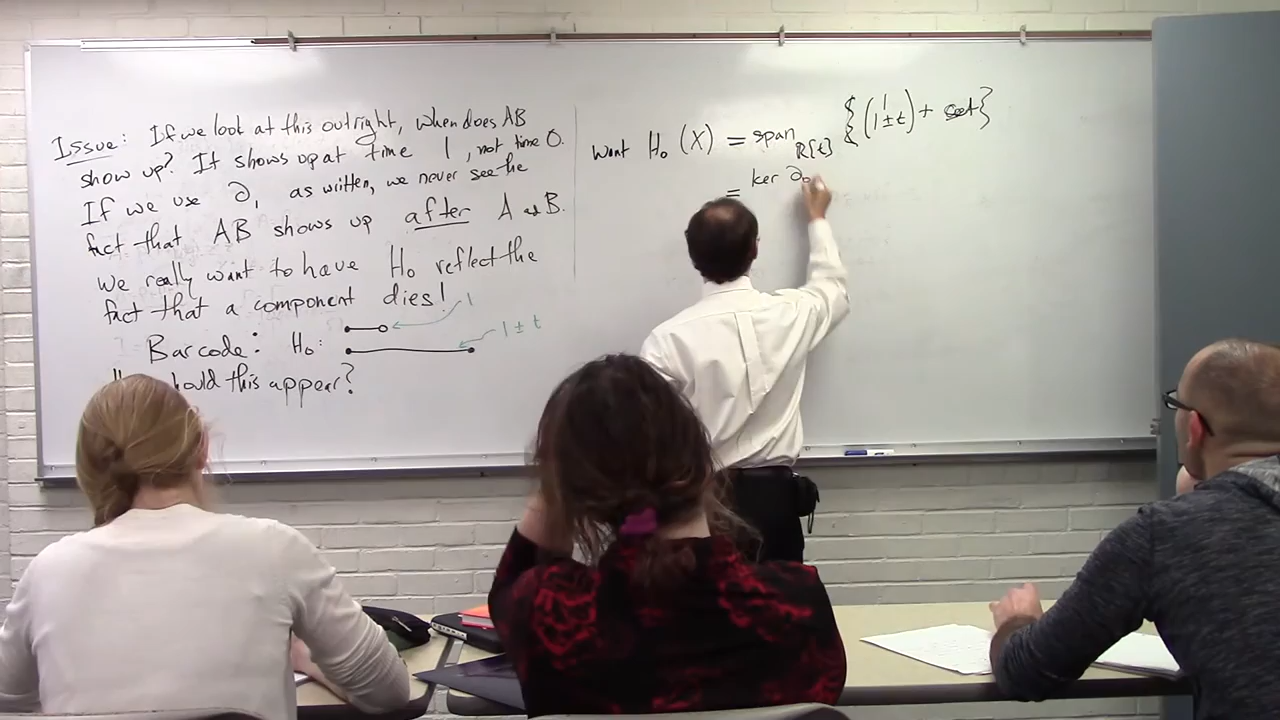 Issue: If we look at this outright, when does AB
show up? It shows up at time 1, not time 0.
If we use ∂, as written, we never see the
fact that AB shows up after A and B.
We really want to have H₀ reflect the
fact that a component dies!
1
Barcode: H₀:
1 ± t
should this appear?
Want H₀ (X) = span R[t] {(1 1±t) +
= ker ∂₀